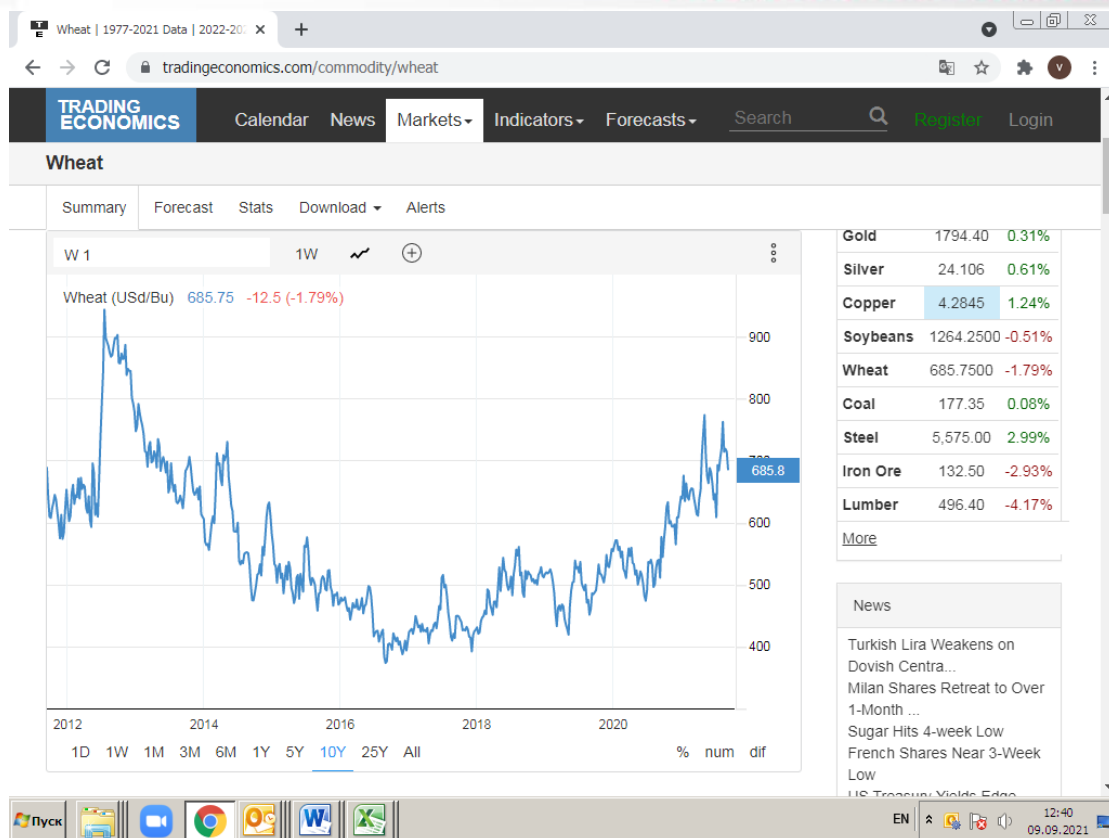 TE
Wheat | 1977-2021 Data | 2022-20
tradingeconomics.com/commodity/wheat
V
TRADING ECONOMICS
Calendar News Markets Indicators Forecasts Search Register Login
Wheat
Summary Forecast Stats Download Alerts
W 1 1W
Wheat (USd/Bu) 685.75 -12.5 (-1.79%)
900
800
700
685.8
600
500
400
2012 2014 2016 2018 2020
1D 1W 1M 3M 6M 1Y 5Y 10Y 25Y All % num dif
Gold 1794.40 0.31%
Silver 24.106 0.61%
Copper 4.2845 1.24%
Soybeans 1264.2500 -0.51%
Wheat 685.7500 -1.79%
Coal 177.35 0.08%
Steel 5,575.00 2.99%
Iron Ore 132.50 -2.93%
Lumber 496.40 -4.17%
More
News
Turkish Lira Weakens on
Dovish Centra...
Milan Shares Retreat to Over
1-Month ...
Sugar Hits 4-week Low
French Shares Near 3-Week
Low
US Treasury Yields Edge
Пуск
EN
12:40
09.09.2021